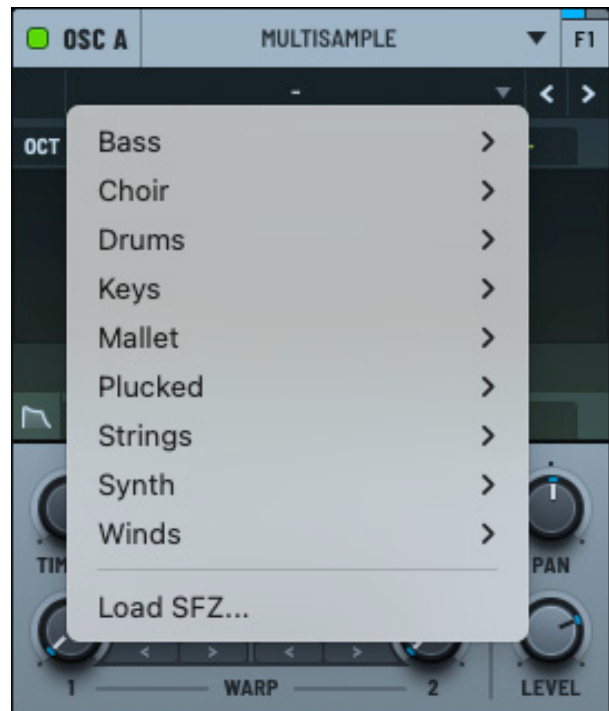 OSC A MULTISAMPLE F1
-
OCT
Bass
Choir
Drums
Keys
Mallet
Plucked
Strings
Synth
Winds
PAN
Load SFZ...
1 WARP 2 LEVEL